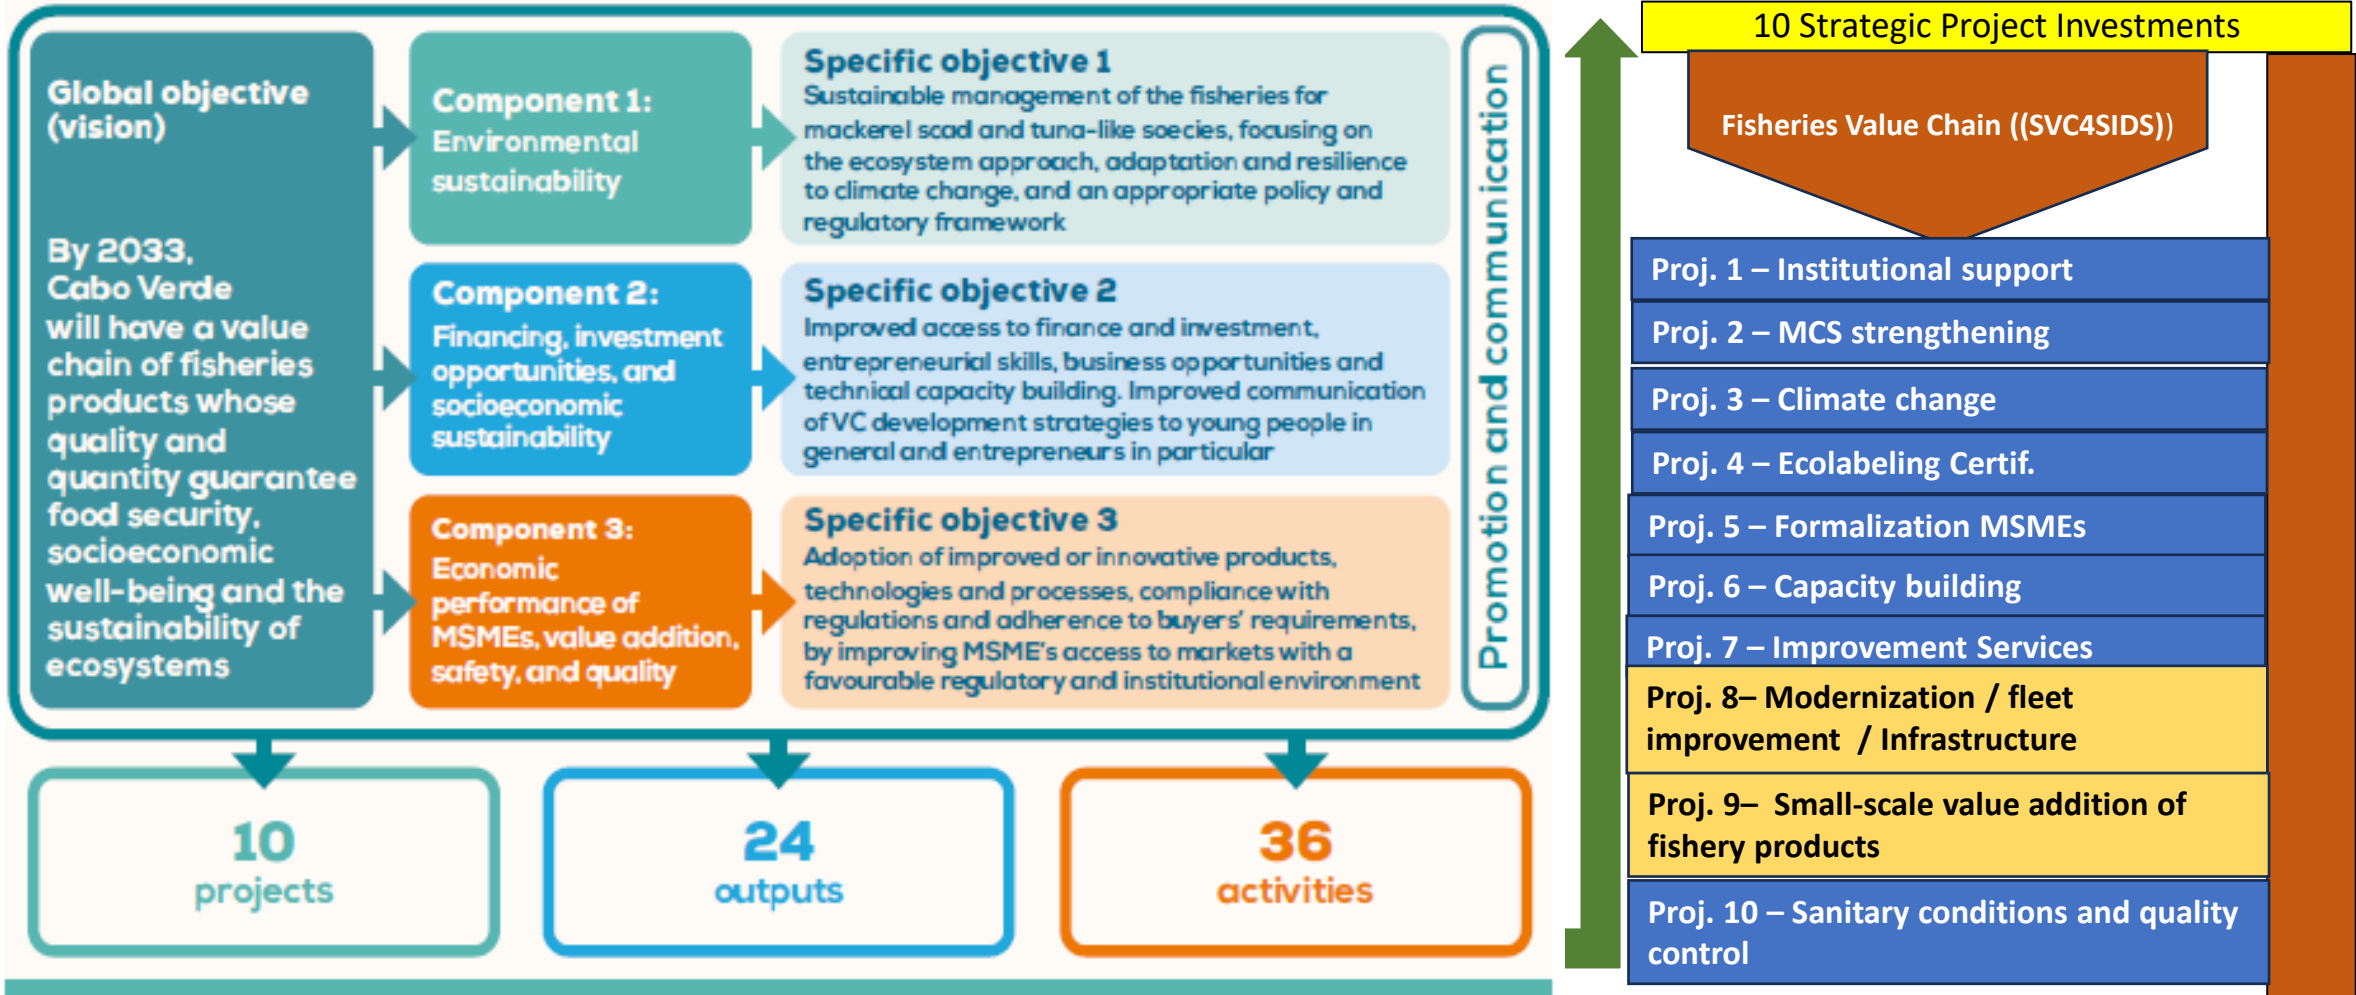 Global objective
(vision)
By 2033,
Cabo Verde
will have a value
chain of fisheries
products whose
quality and
quantity guarantee
food security,
socioeconomic
well-being and the
sustainability of
ecosystems
Component 1:
Environmental
sustainability
Specific objective 1
Sustainable management of the fisheries for
mackerel scad and tuna-like soecies, focusing on
the ecosystem approach, adaptation and resilience
to climate change, and an appropriate policy and
regulatory framework
Component 2:
Financing, investment
opportunities, and
socioeconomic
sustainability
Specific objective 2
Improved access to finance and investment,
entrepreneurial skills, business opportunities and
technical capacity building. Improved communication
of VC development strategies to young people in
general and entrepreneurs in particular
Component 3:
Economic
performance of
MSMEs, value addition,
safety, and quality
Specific objective 3
Adoption of improved or innovative products,
technologies and processes, compliance with
regulations and adherence to buyers' requirements,
by improving MSME's access to markets with a
favourable regulatory and institutional environment
Promotion and communication
10
projects
24
outputs
36
activities
10 Strategic Project Investments
Fisheries Value Chain ((SVC4SIDS))
Proj. 1 – Institutional support
Proj. 2 – MCS strengthening
Proj. 3 – Climate change
Proj. 4 – Ecolabeling Certif.
Proj. 5 – Formalization MSMEs
Proj. 6 – Capacity building
Proj. 7 – Improvement Services
Proj. 8– Modernization / fleet
improvement / Infrastructure
Proj. 9– Small-scale value addition of
fishery products
Proj. 10 – Sanitary conditions and quality
control